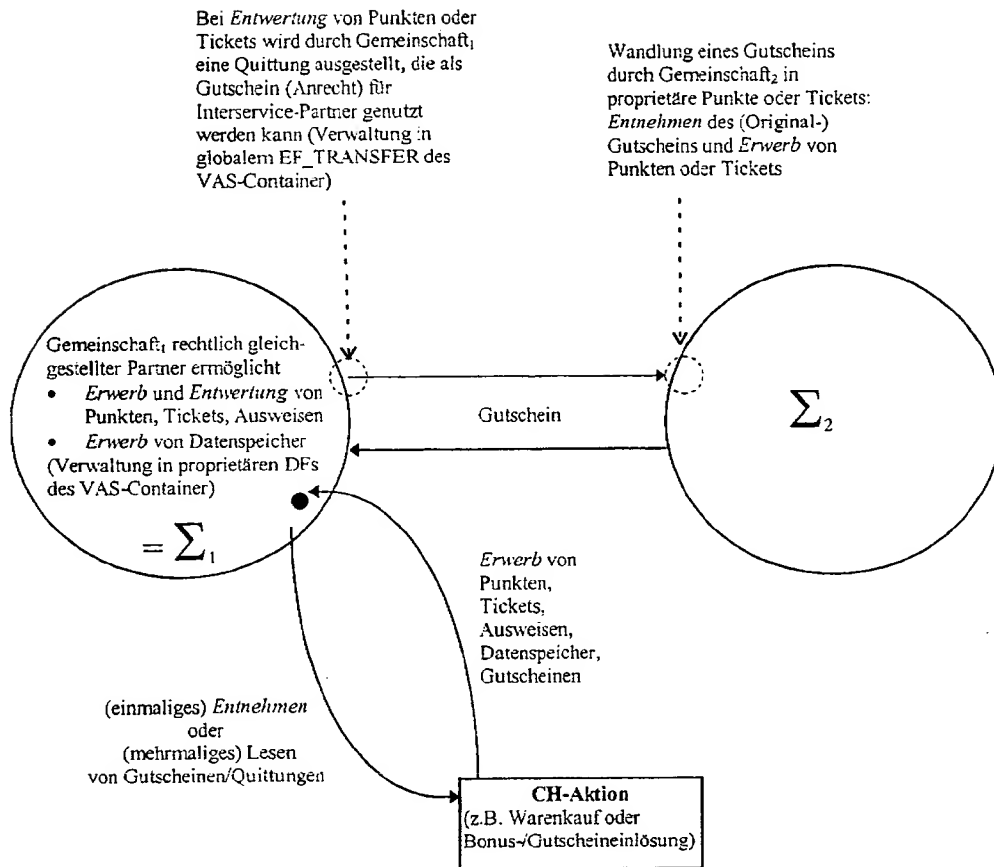 Bei Entwertung von Punkten oder
Tickets wird durch Gemeinschaft₁
eine Quittung ausgestellt, die als
Gutschein (Anrecht) für
Interservice-Partner genutzt
werden kann (Verwaltung in
globalem EF_TRANSFER des
VAS-Container)
Wandlung eines Gutscheins
durch Gemeinschaft₂ in
proprietäre Punkte oder Tickets:
Entnehmen des (Original-)
Gutscheins und Erwerb von
Punkten oder Tickets
Gemeinschaft₁ rechtlich gleich-
gestellter Partner ermöglicht
• Erwerb und Entwertung von
Punkten, Tickets, Ausweisen
• Erwerb von Datenspeicher
(Verwaltung in proprietären DFs
des VAS-Container)
= Σ₁
Gutschein
Σ₂
Erwerb von
Punkten,
Tickets,
Ausweisen,
Datenspeicher,
Gutscheinen
(einmaliges) Entnehmen
oder
(mehrmaliges) Lesen
von Gutscheinen/Quittungen
CH-Aktion
(z.B. Warenkauf oder
Bonus-/Gutscheineinlösung)